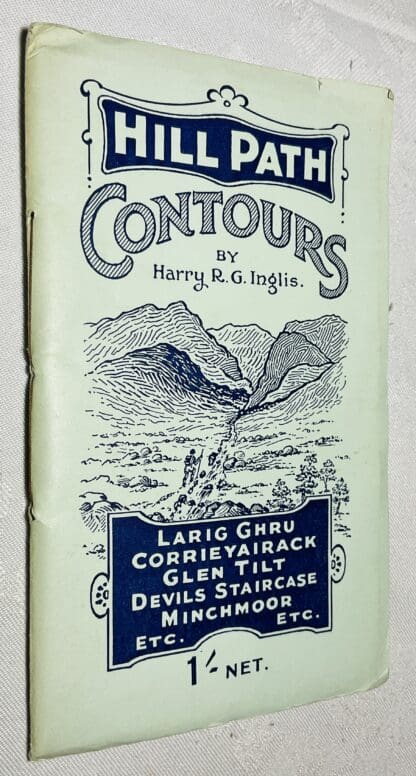 HILL PATH
CONTOURS
BY
Harry R. G. Inglis.
LARIG GHRU
CORRIEYAIRACK
GLEN TILT
DEVILS STAIRCASE
MINCHMOOR
ETC. ETC.
1/- NET.